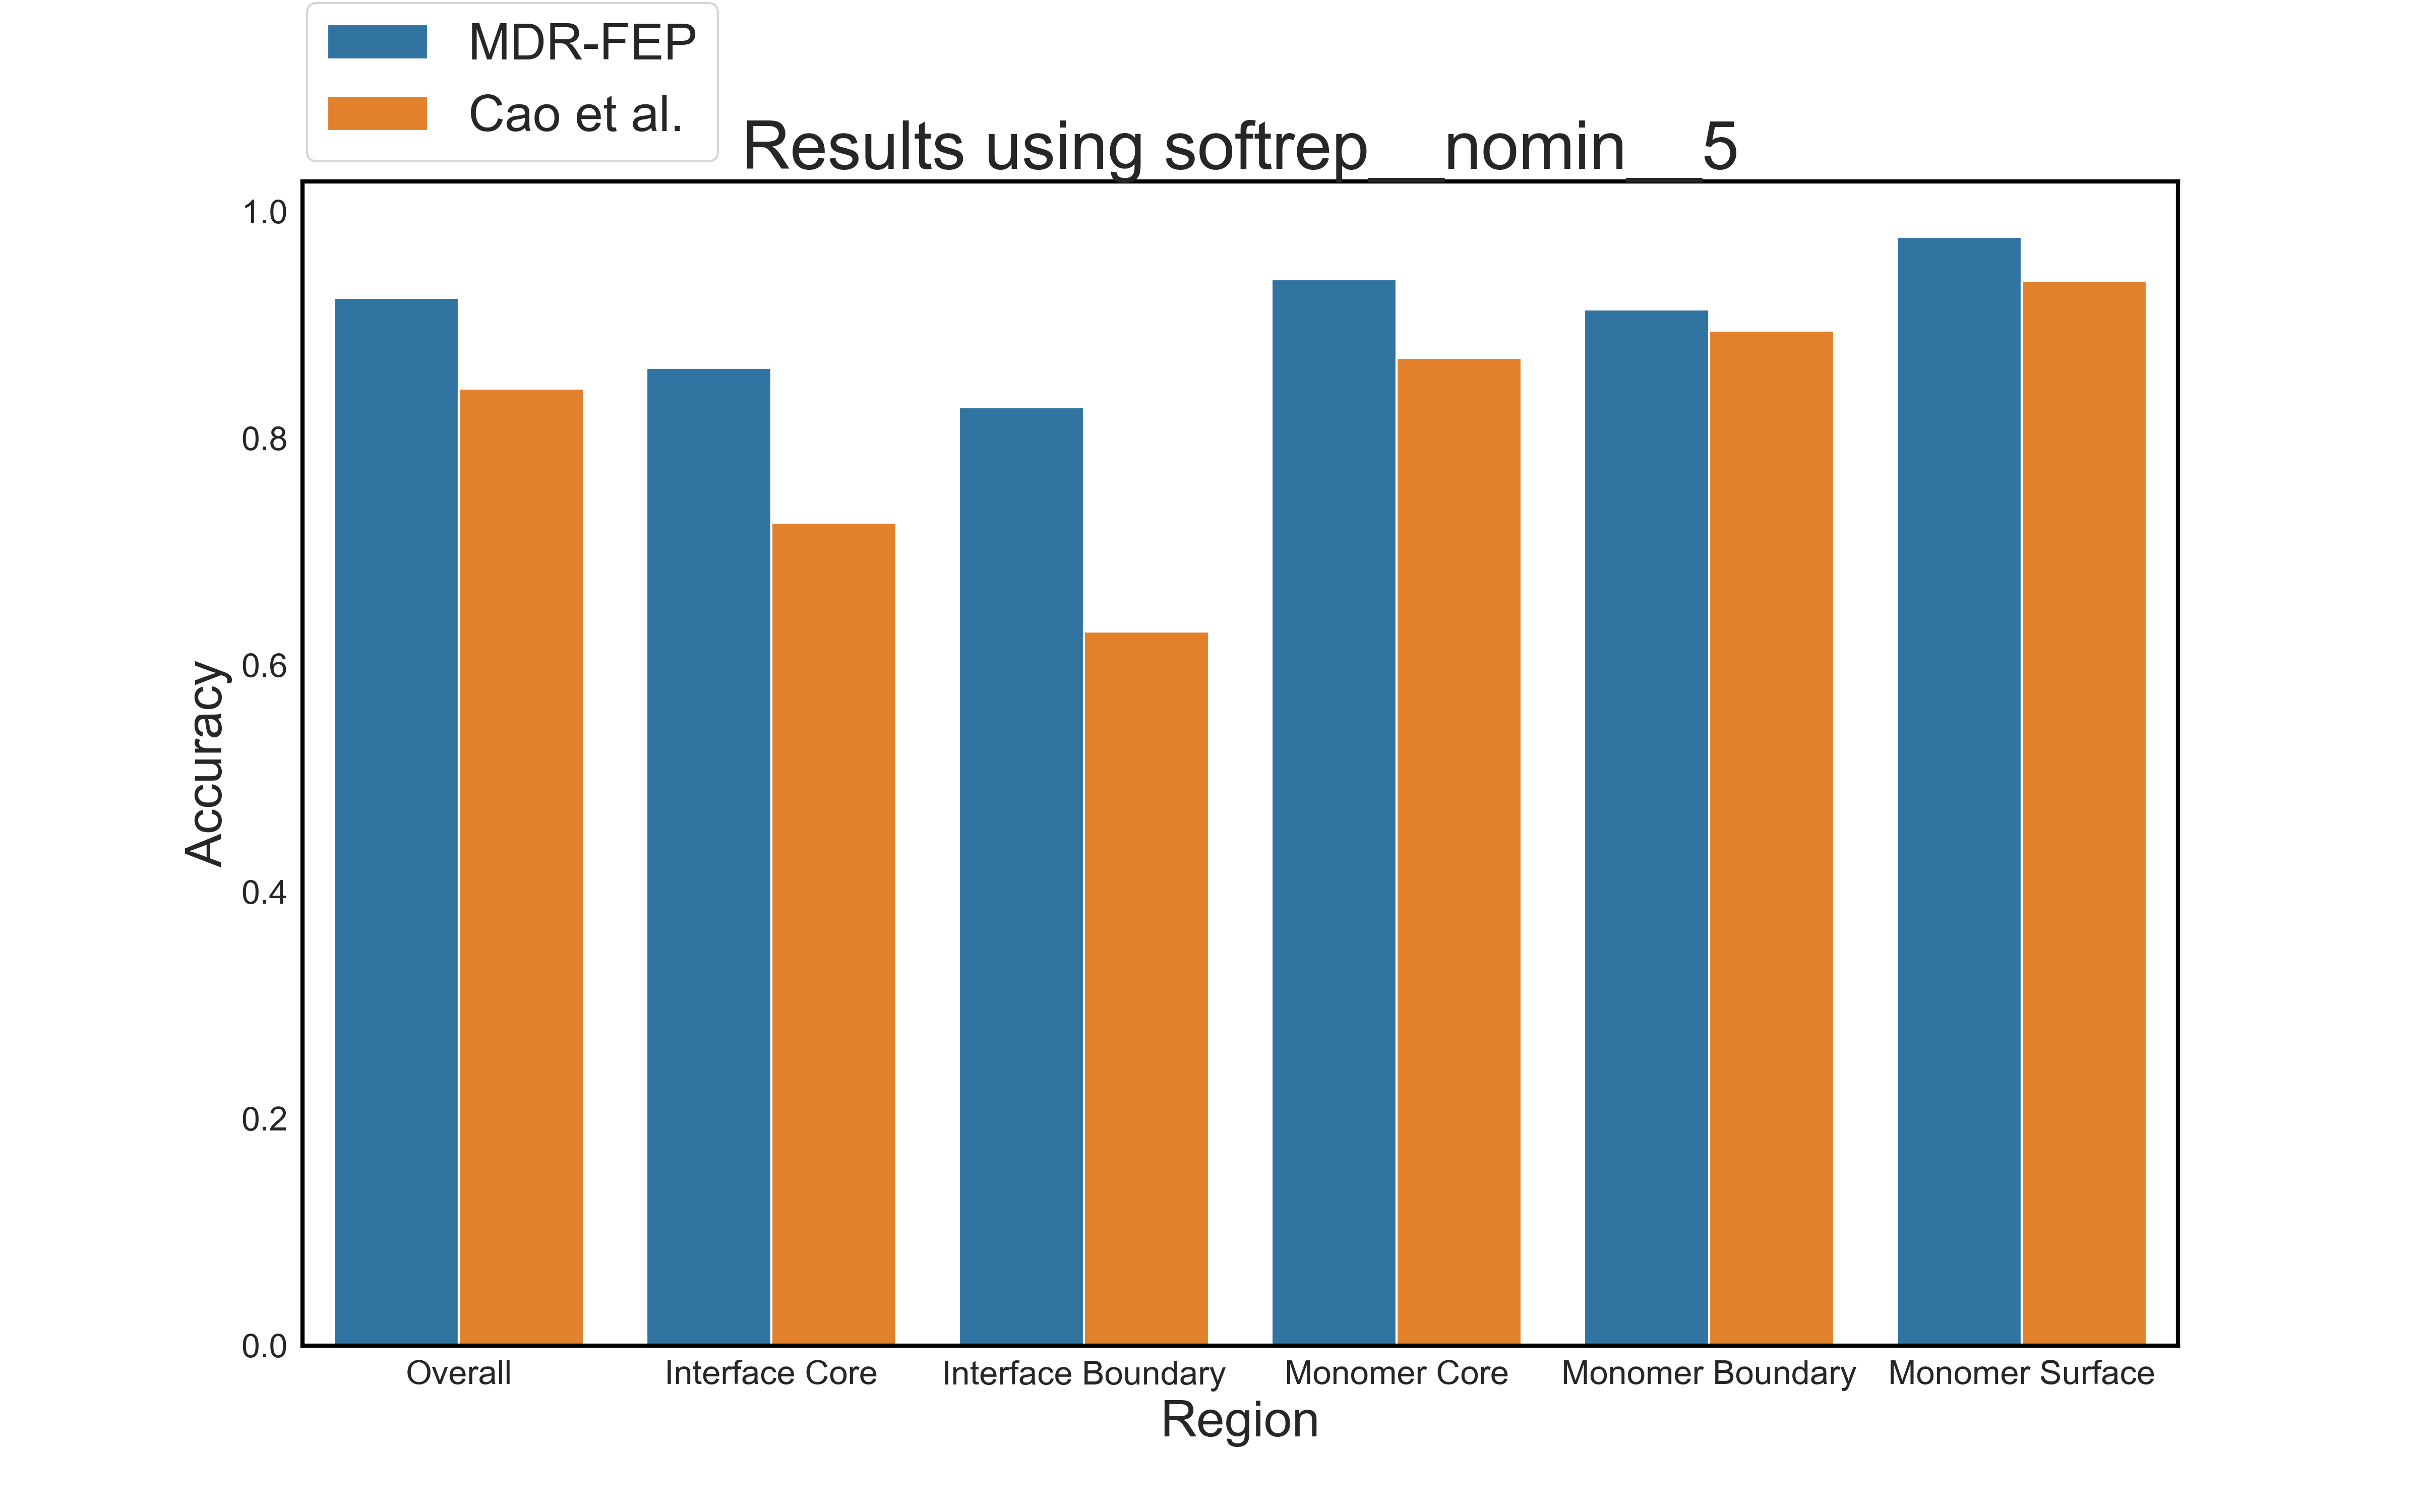 MDR-FEP
Cao et al.
Results using softrep__nomin__5
1.0
0.8
0.6
0.4
0.2
0.0
Accuracy
Overall
Interface Core
Interface Boundary
Monomer Core
Monomer Boundary
Monomer Surface
Region